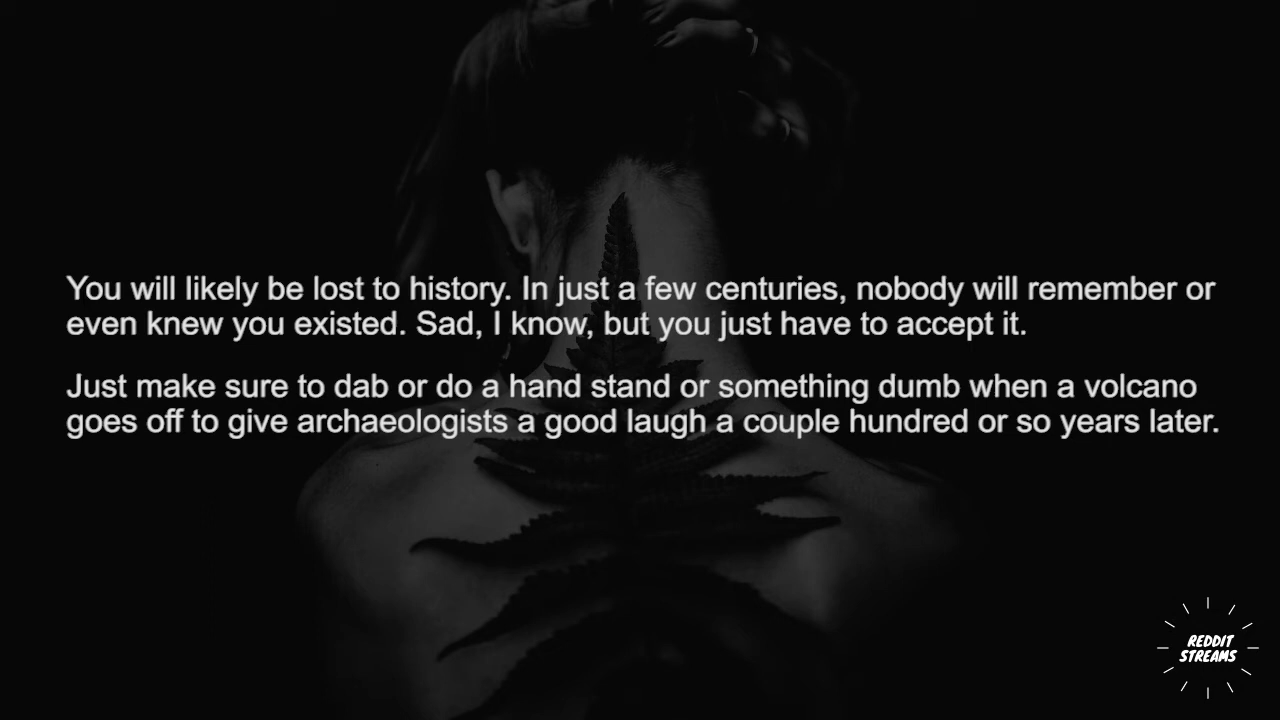 You will likely be lost to history. In just a few centuries, nobody will remember or
even knew you existed. Sad, I know, but you just have to accept it.
Just make sure to dab or do a hand stand or something dumb when a volcano
goes off to give archaeologists a good laugh a couple hundred or so years later.
REDDIT
STREAMS